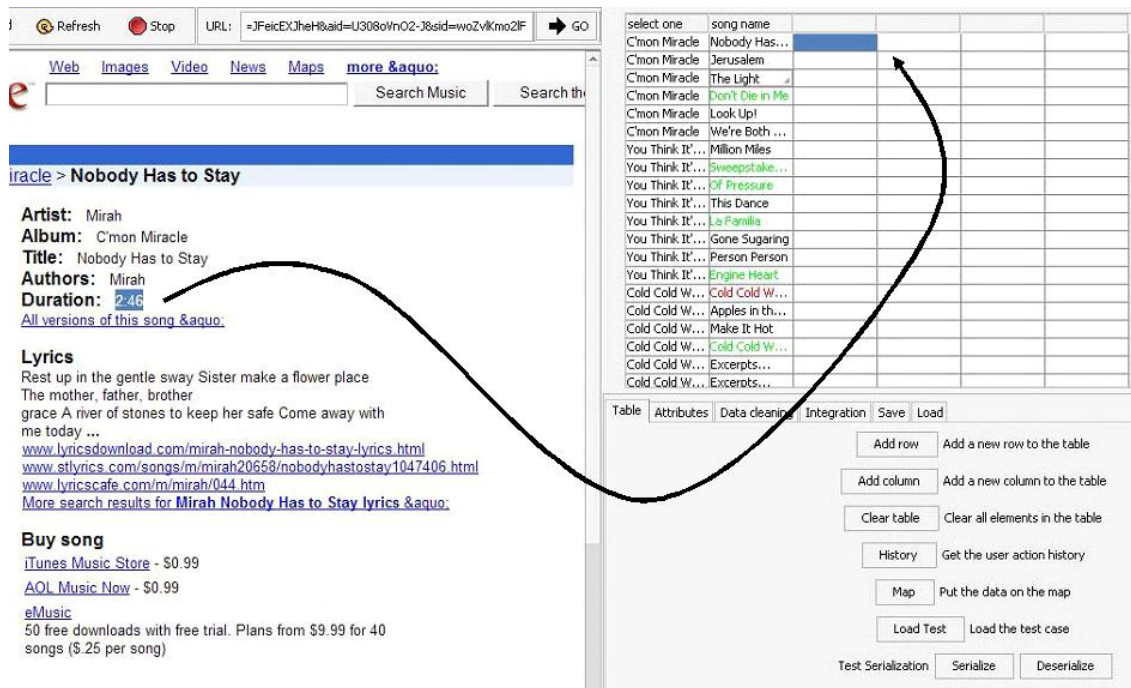 Refresh Stop URL: =JFeicEXJheH&aid=U308oVnO2-J&sid=woZvlKmo2lF GO
Web Images Video News Maps more &aquo;
e Search Music Search the
iracle > Nobody Has to Stay
Artist: Mirah
Album: C'mon Miracle
Title: Nobody Has to Stay
Authors: Mirah
Duration: 2:46
All versions of this song &aquo;
Lyrics
Rest up in the gentle sway Sister make a flower place
The mother, father, brother
grace A river of stones to keep her safe Come away with
me today ...
www.lyricsdownload.com/mirah-nobody-has-to-stay-lyrics.html
www.stlyrics.com/songs/m/mirah20658/nobodyhastostay1047406.html
www.lyricscafe.com/m/mirah/044.htm
More search results for Mirah Nobody Has to Stay lyrics &aquo;
Buy song
iTunes Music Store - $0.99
AOL Music Now - $0.99
eMusic
50 free downloads with free trial. Plans from $9.99 for 40
songs ($.25 per song)
select one song name
C'mon Miracle Nobody Has...
C'mon Miracle Jerusalem
C'mon Miracle The Light
C'mon Miracle Don't Die in Me
C'mon Miracle Look Up!
C'mon Miracle We're Both ...
You Think It'... Million Miles
You Think It'... Sweepstake...
You Think It'... Of Pressure
You Think It'... This Dance
You Think It'... La Familia
You Think It'... Gone Sugaring
You Think It'... Person Person
You Think It'... Engine Heart
Cold Cold W... Cold Cold W...
Cold Cold W... Apples in th...
Cold Cold W... Make It Hot
Cold Cold W... Cold Cold W...
Cold Cold W... Excerpts...
Cold Cold W... Excerpts...
Table Attributes Data cleaning Integration Save Load
Add row Add a new row to the table
Add column Add a new column to the table
Clear table Clear all elements in the table
History Get the user action history
Map Put the data on the map
Load Test Load the test case
Test Serialization Serialize Deserialize